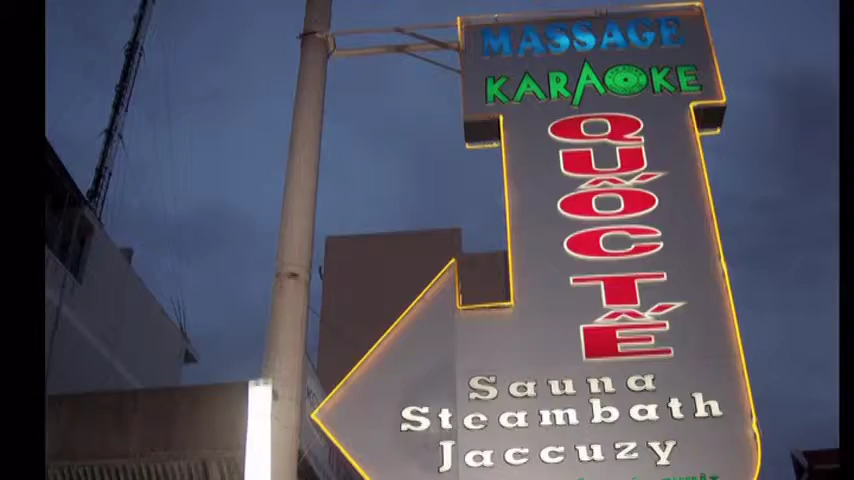 MASSAGE
KARAOKE
QUỐC TẾ
Sauna
Steambath
Jaccuzy